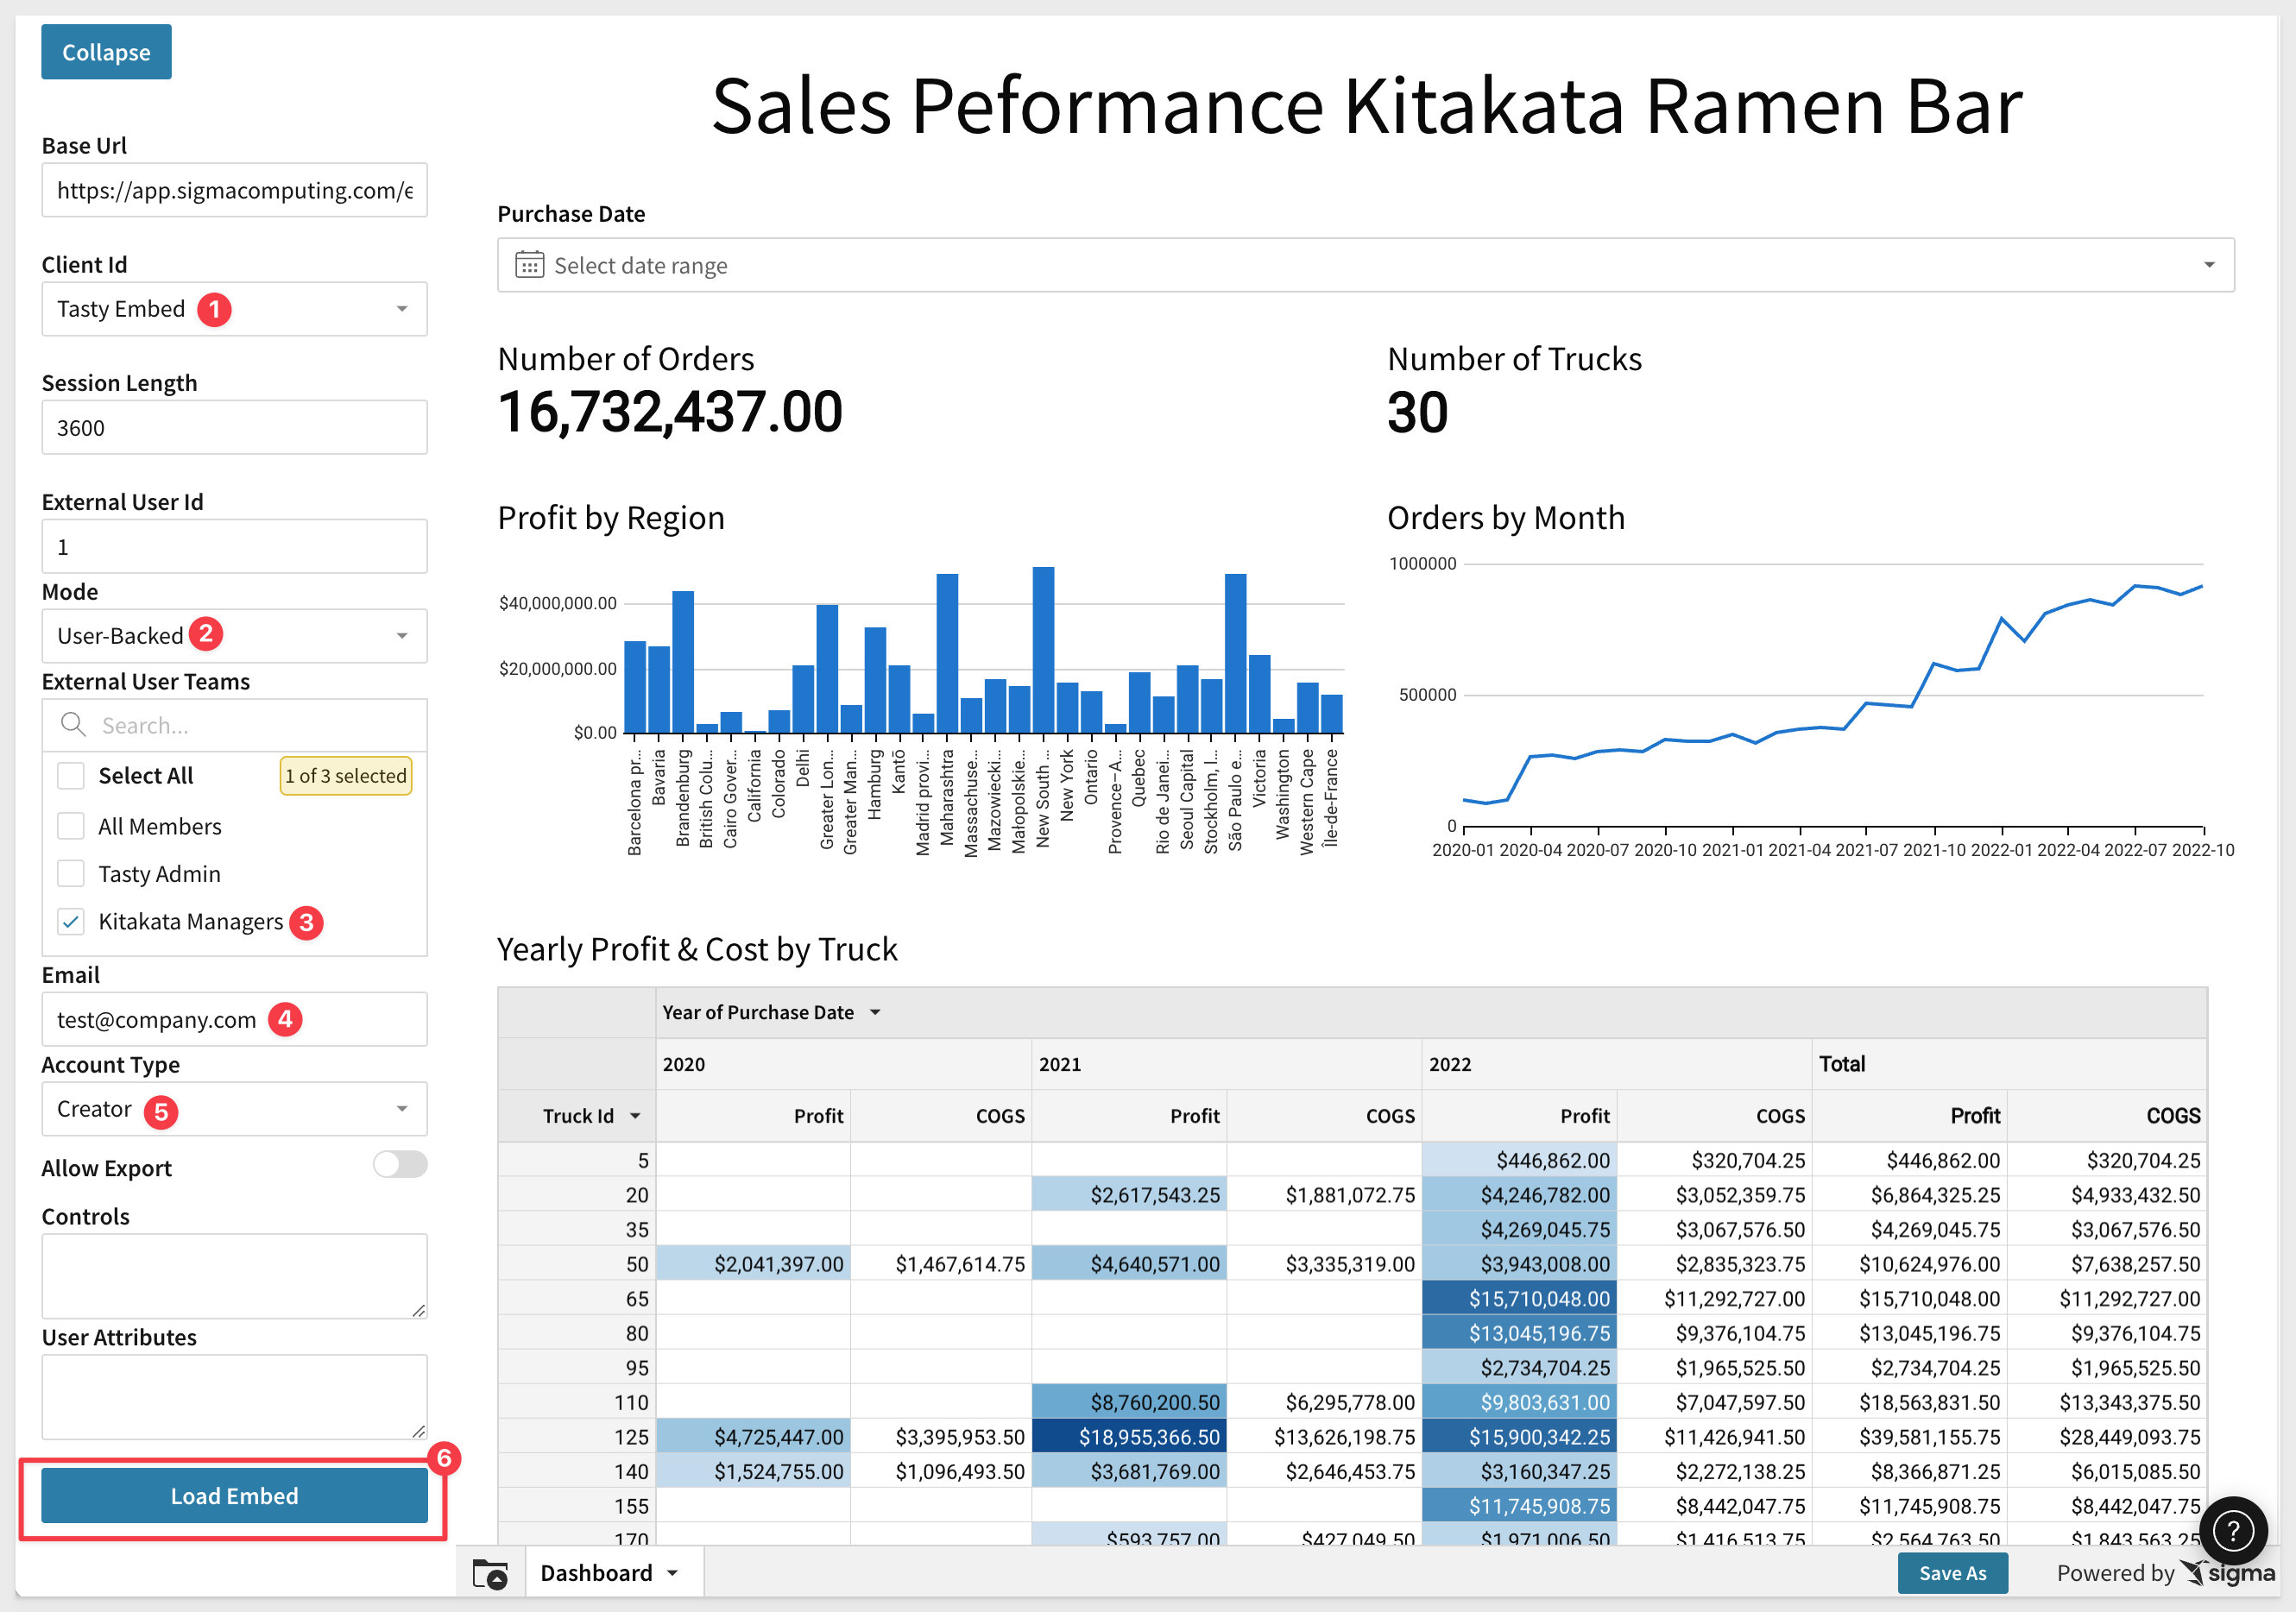 Collapse
Base Url
https://app.sigmacomputing.com/e
Client Id
Tasty Embed 1
Session Length
3600
External User Id
1
Mode
User-Backed 2
External User Teams
Search...
Select All 1 of 3 selected
All Members
Tasty Admin
Kitakata Managers 3
Email
test@company.com 4
Account Type
Creator 5
Allow Export
Controls
User Attributes
6
Load Embed
Sales Peformance Kitakata Ramen Bar
Purchase Date
Select date range
Number of Orders
16,732,437.00
Number of Trucks
30
Profit by Region
$40,000,000.00
$20,000,000.00
$0.00
Barcelona pr...
Bavaria
Brandenburg
British Colu...
Cairo Gover...
California
Colorado
Delhi
Greater Lon...
Greater Man...
Hamburg
Kantō
Madrid provi...
Maharashtra
Massachuse...
Mazowiecki...
Małopolskie...
New South ...
New York
Ontario
Provence-A...
Quebec
Rio de Janei...
Seoul Capital
Stockholm, l...
São Paulo e...
Victoria
Washington
Western Cape
Île-de-France
Orders by Month
1000000
500000
0
2020-01 2020-04 2020-07 2020-10 2021-01 2021-04 2021-07 2021-10 2022-01 2022-04 2022-07 2022-10
Yearly Profit & Cost by Truck
Year of Purchase Date
2020 2021 2022 Total
Truck Id Profit COGS Profit COGS Profit COGS Profit COGS
5 $446,862.00 $320,704.25 $446,862.00 $320,704.25
20 $2,617,543.25 $1,881,072.75 $4,246,782.00 $3,052,359.75 $6,864,325.25 $4,933,432.50
35 $4,269,045.75 $3,067,576.50 $4,269,045.75 $3,067,576.50
50 $2,041,397.00 $1,467,614.75 $4,640,571.00 $3,335,319.00 $3,943,008.00 $2,835,323.75 $10,624,976.00 $7,638,257.50
65 $15,710,048.00 $11,292,727.00 $15,710,048.00 $11,292,727.00
80 $13,045,196.75 $9,376,104.75 $13,045,196.75 $9,376,104.75
95 $2,734,704.25 $1,965,525.50 $2,734,704.25 $1,965,525.50
110 $8,760,200.50 $6,295,778.00 $9,803,631.00 $7,047,597.50 $18,563,831.50 $13,343,375.50
125 $4,725,447.00 $3,395,953.50 $18,955,366.50 $13,626,198.75 $15,900,342.25 $11,426,941.50 $39,581,155.75 $28,449,093.75
140 $1,524,755.00 $1,096,493.50 $3,681,769.00 $2,646,453.75 $3,160,347.25 $2,272,138.25 $8,366,871.25 $6,015,085.50
155 $11,745,908.75 $8,442,047.75 $11,745,908.75 $8,442,047.75
170 $593,757.00 $427,049.50 $1,971,006.50 $1,416,513.75 $2,564,763.50 $1,843,563.25
?
Dashboard
Save As
Powered by sigma